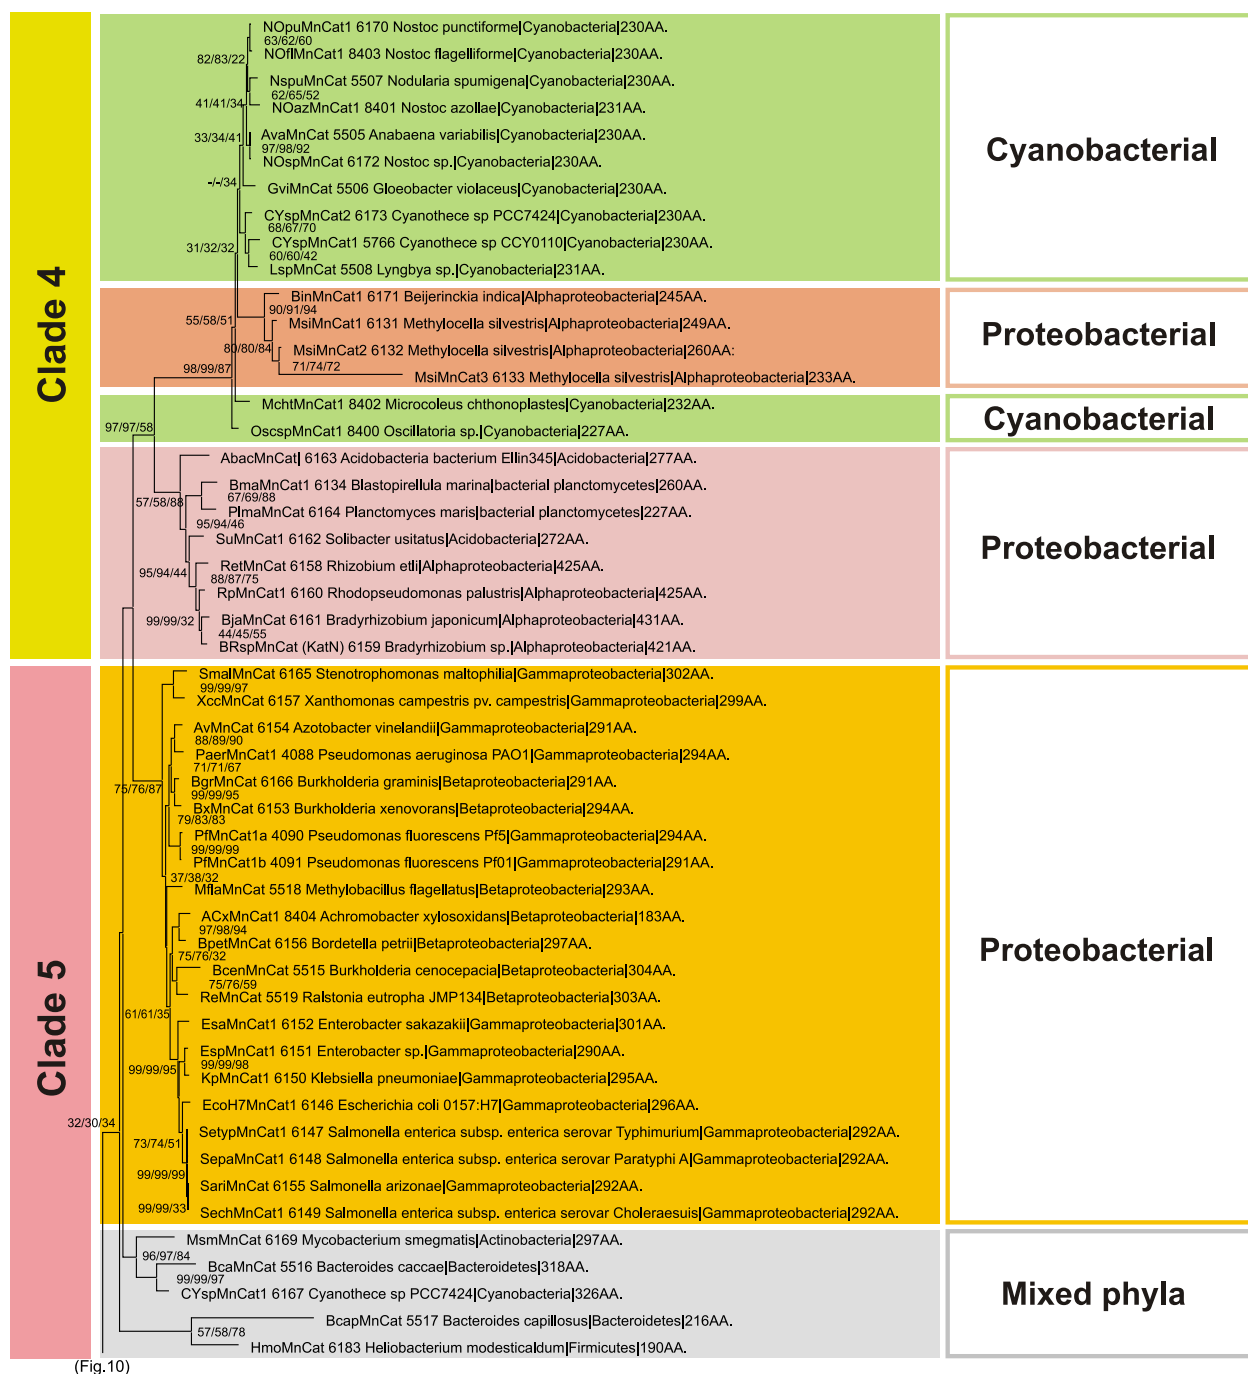 Clade 4
NOpuMnCat1 6170 Nostoc punctiforme|Cyanobacteria|230AA.
63/62/60
NOflMnCat1 8403 Nostoc flagelliforme|Cyanobacteria|230AA.
82/83/22
NspuMnCat 5507 Nodularia spumigena|Cyanobacteria|230AA.
62/65/52
41/41/34
NOazMnCat1 8401 Nostoc azollae|Cyanobacteria|231AA.
AvaMnCat 5505 Anabaena variabilis|Cyanobacteria|230AA.
33/34/41
97/98/92
NOspMnCat 6172 Nostoc sp.|Cyanobacteria|230AA.
-/-/34
GviMnCat 5506 Gloeobacter violaceus|Cyanobacteria|230AA.
CYspMnCat2 6173 Cyanothece sp PCC7424|Cyanobacteria|230AA.
68/67/70
31/32/32
CYspMnCat1 5766 Cyanothece sp CCY0110|Cyanobacteria|230AA.
60/60/42
LspMnCat 5508 Lyngbya sp.|Cyanobacteria|231AA.
Cyanobacterial
BinMnCat1 6171 Beijerinckia indica|Alphaproteobacteria|245AA.
90/91/94
55/58/51
MsiMnCat1 6131 Methylocella silvestris|Alphaproteobacteria|249AA.
80/80/84
MsiMnCat2 6132 Methylocella silvestris|Alphaproteobacteria|260AA:
71/74/72
98/99/87
MsiMnCat3 6133 Methylocella silvestris|Alphaproteobacteria|233AA.
Proteobacterial
MchtMnCat1 8402 Microcoleus chthonoplastes|Cyanobacteria|232AA.
97/97/58
OscspMnCat1 8400 Oscillatoria sp.|Cyanobacteria|227AA.
Cyanobacterial
AbacMnCat| 6163 Acidobacteria bacterium Ellin345|Acidobacteria|277AA.
57/58/88
BmaMnCat1 6134 Blastopirellula marina|bacterial planctomycetes|260AA.
67/69/88
PlmaMnCat 6164 Planctomyces maris|bacterial planctomycetes|227AA.
95/94/46
SuMnCat1 6162 Solibacter usitatus|Acidobacteria|272AA.
95/94/44
RetMnCat 6158 Rhizobium etli|Alphaproteobacteria|425AA.
88/87/75
RpMnCat1 6160 Rhodopseudomonas palustris|Alphaproteobacteria|425AA.
99/99/32
BjaMnCat1 6161 Bradyrhizobium japonicum|Alphaproteobacteria|431AA.
44/45/55
BRspMnCat (KatN) 6159 Bradyrhizobium sp.|Alphaproteobacteria|421AA.
Proteobacterial
Clade 5
SmalMnCat 6165 Stenotrophomonas maltophilia|Gammaproteobacteria|302AA.
99/99/97
XccMnCat 6157 Xanthomonas campestris pv. campestris|Gammaproteobacteria|299AA.
AvMnCat 6154 Azotobacter vinelandii|Gammaproteobacteria|291AA.
88/89/90
PaerMnCat1 4088 Pseudomonas aeruginosa PAO1|Gammaproteobacteria|294AA.
71/71/67
75/76/87
BgrMnCat 6166 Burkholderia graminis|Betaproteobacteria|291AA.
99/99/95
BxMnCat 6153 Burkholderia xenovorans|Betaproteobacteria|294AA.
79/83/83
PfMnCat1a 4090 Pseudomonas fluorescens Pf5|Gammaproteobacteria|294AA.
99/99/99
PfMnCat1b 4091 Pseudomonas fluorescens Pf01|Gammaproteobacteria|291AA.
37/38/32
MflaMnCat 5518 Methylobacillus flagellatus|Betaproteobacteria|293AA.
ACxMnCat1 8404 Achromobacter xylosoxidans|Betaproteobacteria|183AA.
97/98/94
BpetMnCat 6156 Bordetella petrii|Betaproteobacteria|297AA.
75/76/32
BcenMnCat 5515 Burkholderia cenocepacia|Betaproteobacteria|304AA.
75/76/59
ReMnCat 5519 Ralstonia eutropha JMP134|Betaproteobacteria|303AA.
61/61/35
EsaMnCat1 6152 Enterobacter sakazakii|Gammaproteobacteria|301AA.
EspMnCat1 6151 Enterobacter sp.|Gammaproteobacteria|290AA.
99/99/98
99/99/95
KpMnCat1 6150 Klebsiella pneumoniae|Gammaproteobacteria|295AA.
EcoH7MnCat1 6146 Escherichia coli 0157:H7|Gammaproteobacteria|296AA.
32/30/34
SetypMnCat1 6147 Salmonella enterica subsp. enterica serovar Typhimurium|Gammaproteobacteria|292AA.
73/74/51
SepaMnCat1 6148 Salmonella enterica subsp. enterica serovar Paratyphi A|Gammaproteobacteria|292AA.
99/99/99
SariMnCat 6155 Salmonella arizonae|Gammaproteobacteria|292AA.
99/99/33
SechMnCat1 6149 Salmonella enterica subsp. enterica serovar Choleraesuis|Gammaproteobacteria|292AA.
Proteobacterial
MsmMnCat 6169 Mycobacterium smegmatis|Actinobacteria|297AA.
96/97/84
BcaMnCat 5516 Bacteroides caccae|Bacteroidetes|318AA.
99/99/97
CYspMnCat1 6167 Cyanothece sp PCC7424|Cyanobacteria|326AA.
BcapMnCat 5517 Bacteroides capillosus|Bacteroidetes|216AA.
57/58/78
HmoMnCat 6183 Heliobacterium modesticaldum|Firmicutes|190AA.
Mixed phyla
(Fig.10)